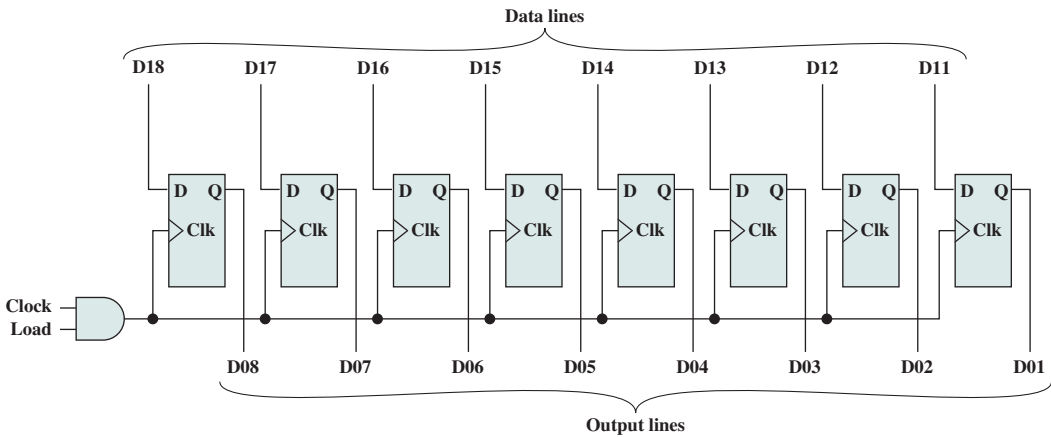 Data lines
D18 D17 D16 D15 D14 D13 D12 D11
D Q D Q D Q D Q D Q D Q D Q D Q
Clk Clk Clk Clk Clk Clk Clk Clk
Clock
Load
D08 D07 D06 D05 D04 D03 D02 D01
Output lines